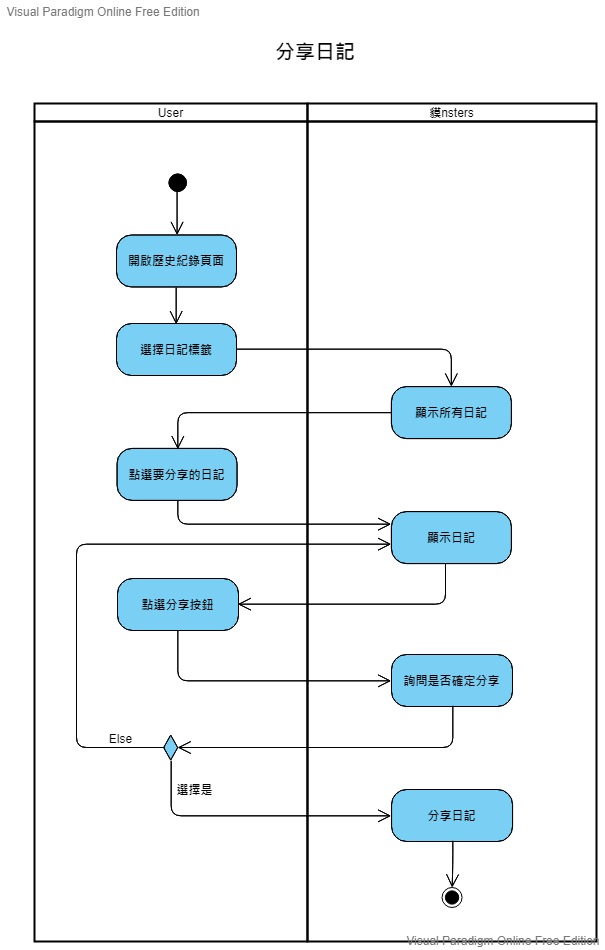 Visual Paradigm Online Free Edition
分享日記
User
貘nsters
開啟歷史紀錄頁面
選擇日記標籤
顯示所有日記
點選要分享的日記
顯示日記
點選分享按鈕
詢問是否確定分享
Else
選擇是
分享日記
Visual Paradigm Online Free Edition